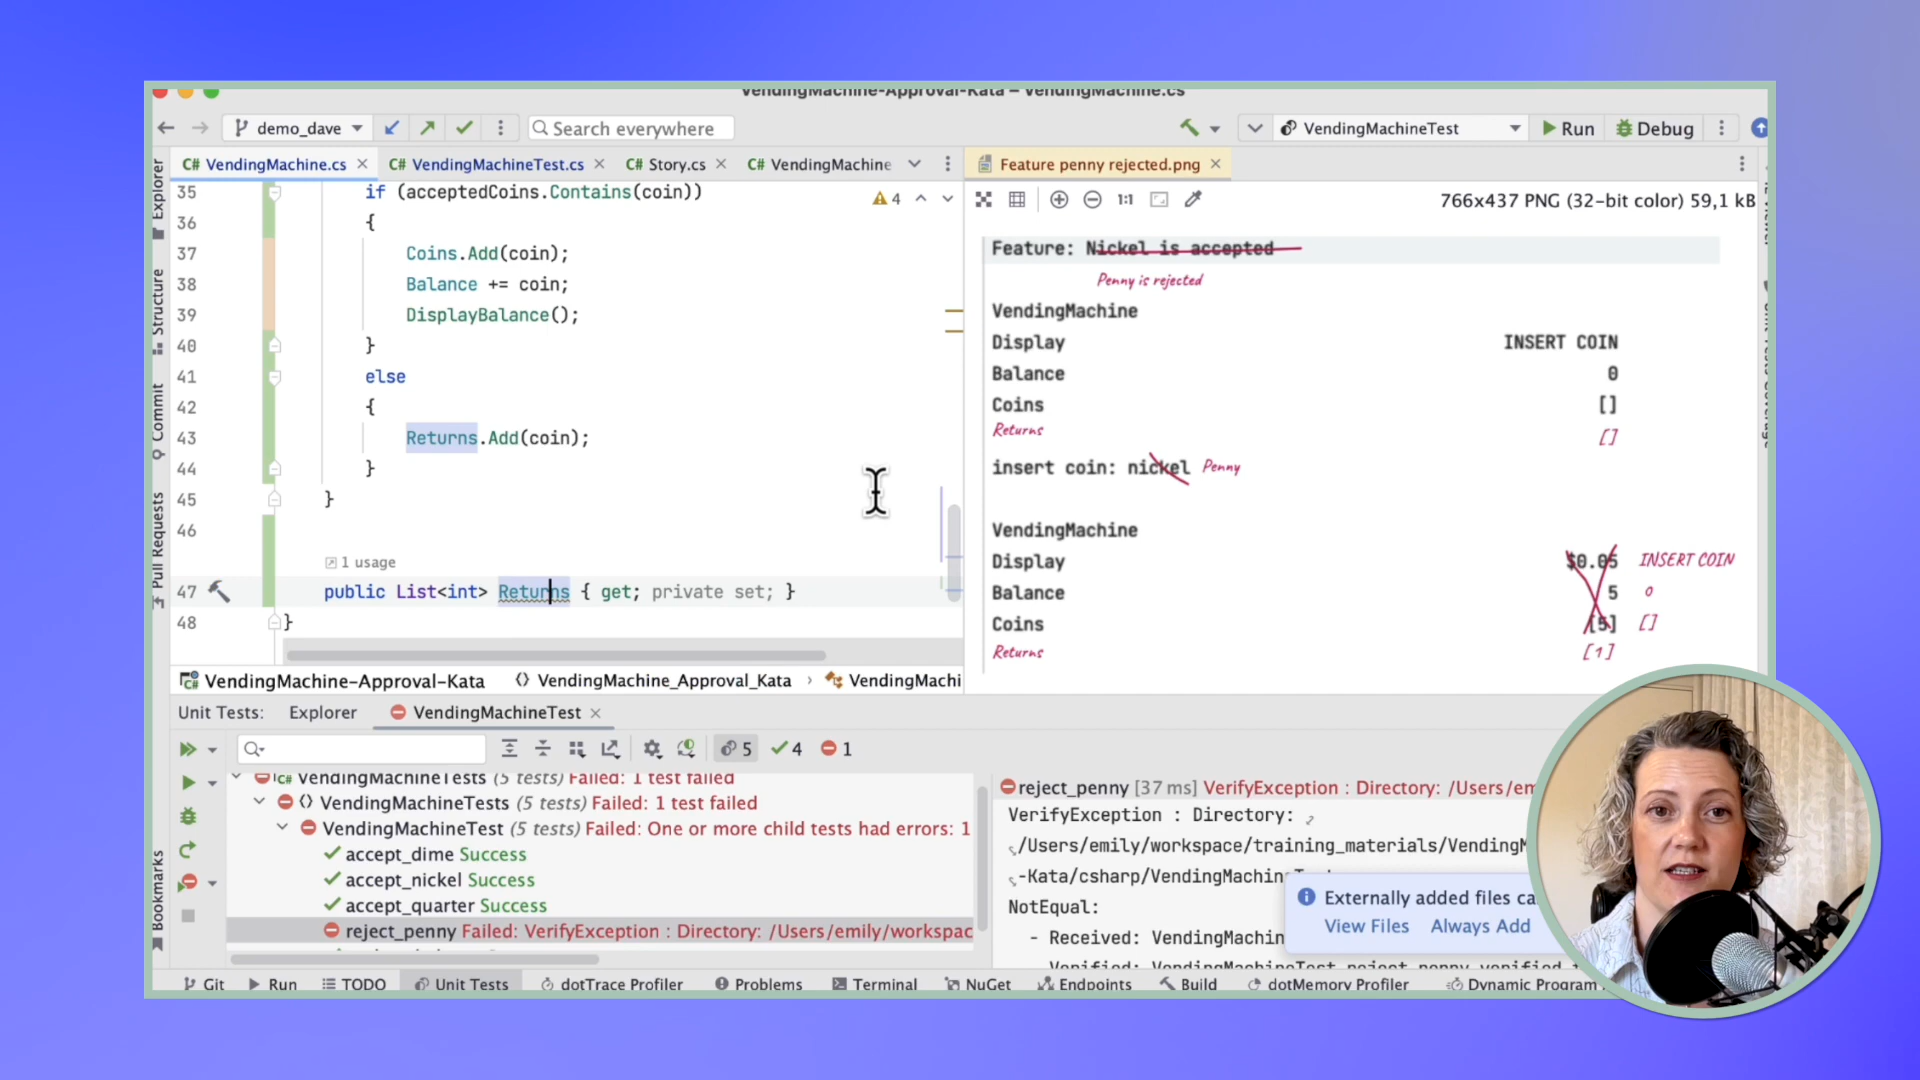 VendingMachine-Approval-Kata – VendingMachine.cs
demo_dave
Search everywhere
VendingMachineTest
Run
Debug
C# VendingMachine.cs
C# VendingMachineTest.cs
C# Story.cs
C# VendingMachine
Feature penny rejected.png
Explorer
Structure
Commit
Pull Requests
Bookmarks
35 if (acceptedCoins.Contains(coin))
4
36 {
37 Coins.Add(coin);
38 Balance += coin;
39 DisplayBalance();
40 }
41 else
42 {
43 Returns.Add(coin);
44 }
45 }
46
1 usage
47 public List<int> Returns { get; private set; }
48 }
1:1
766x437 PNG (32-bit color) 59,1 kB
Feature: Nickel is accepted
Penny is rejected
VendingMachine
Display INSERT COIN
Balance 0
Coins []
Returns []
insert coin: nickel Penny
VendingMachine
Display $0.05 INSERT COIN
Balance 5 0
Coins [5] []
Returns [1]
C# VendingMachine-Approval-Kata
VendingMachine_Approval_Kata
VendingMachi
Unit Tests:
Explorer
VendingMachineTest
5
4
1
C# VendingMachineTests (5 tests) Failed: 1 test failed
VendingMachineTests (5 tests) Failed: 1 test failed
VendingMachineTest (5 tests) Failed: One or more child tests had errors: 1
accept_dime Success
accept_nickel Success
accept_quarter Success
reject_penny Failed: VerifyException : Directory: /Users/emily/workspac
reject_penny [37 ms] VerifyException : Directory: /Users/em
VerifyException : Directory:
/Users/emily/workspace/training_materials/VendingM
-Kata/csharp/VendingMachin
NotEqual:
- Received: VendingMachin
Verified: VendingMachineTest.reject_penny.verified
Externally added files ca
View Files
Always Add
Git
Run
TODO
Unit Tests
dotTrace Profiler
Problems
Terminal
NuGet
Endpoints
Build
dotMemory Profiler
Dynamic Program